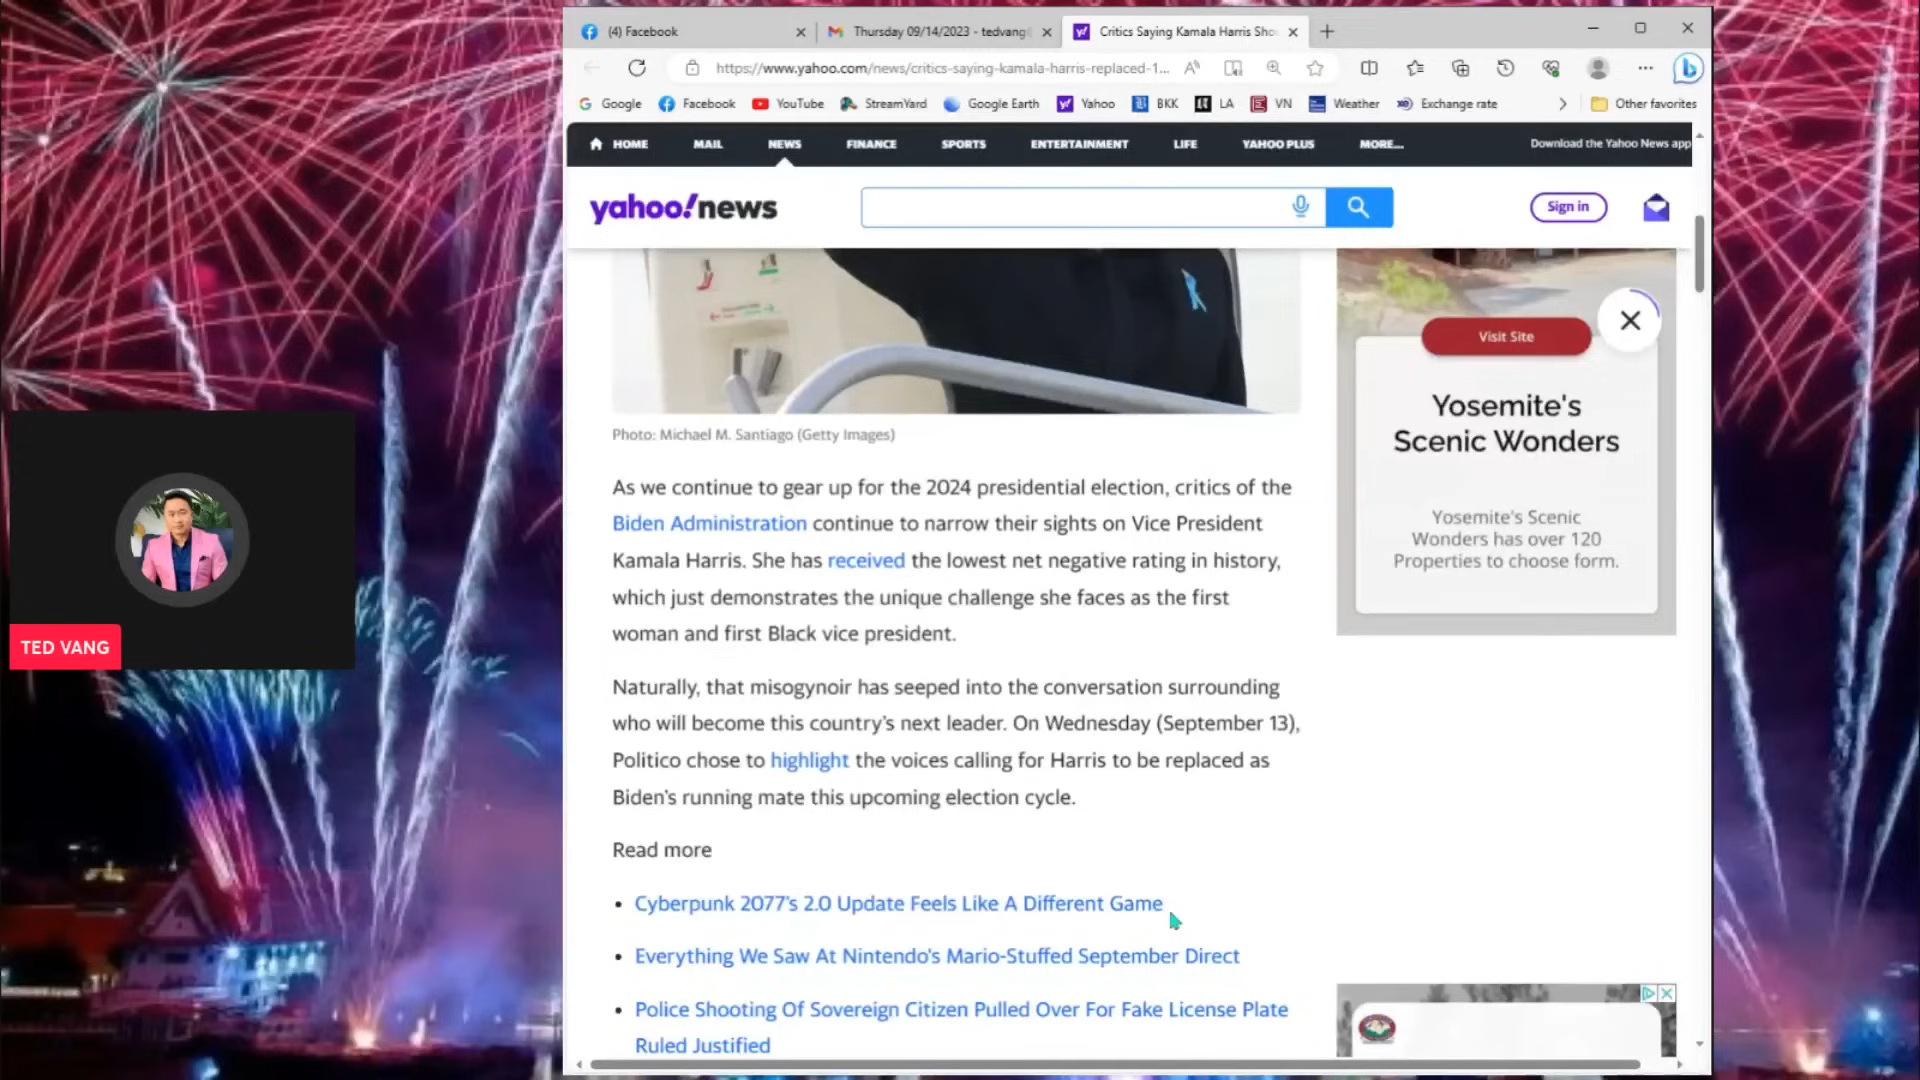 (4) Facebook
Thursday 09/14/2023 - tedvang
Critics Saying Kamala Harris Sho
https://www.yahoo.com/news/critics-saying-kamala-harris-replaced-1...
Google
Facebook
YouTube
StreamYard
Google Earth
Yahoo
BKK
LA
VN
Weather
Exchange rate
Other favorites
HOME
MAIL
NEWS
FINANCE
SPORTS
ENTERTAINMENT
LIFE
YAHOO PLUS
MORE...
Download the Yahoo News app
yahoo!news
Sign in
Photo: Michael M. Santiago (Getty Images)
As we continue to gear up for the 2024 presidential election, critics of the
Biden Administration continue to narrow their sights on Vice President
Kamala Harris. She has received the lowest net negative rating in history,
which just demonstrates the unique challenge she faces as the first
woman and first Black vice president.
Naturally, that misogynoir has seeped into the conversation surrounding
who will become this country's next leader. On Wednesday (September 13),
Politico chose to highlight the voices calling for Harris to be replaced as
Biden's running mate this upcoming election cycle.
Read more
• Cyberpunk 2077's 2.0 Update Feels Like A Different Game
• Everything We Saw At Nintendo's Mario-Stuffed September Direct
• Police Shooting Of Sovereign Citizen Pulled Over For Fake License Plate
Ruled Justified
Visit Site
Yosemite's
Scenic Wonders
Yosemite's Scenic
Wonders has over 120
Properties to choose form.
TED VANG